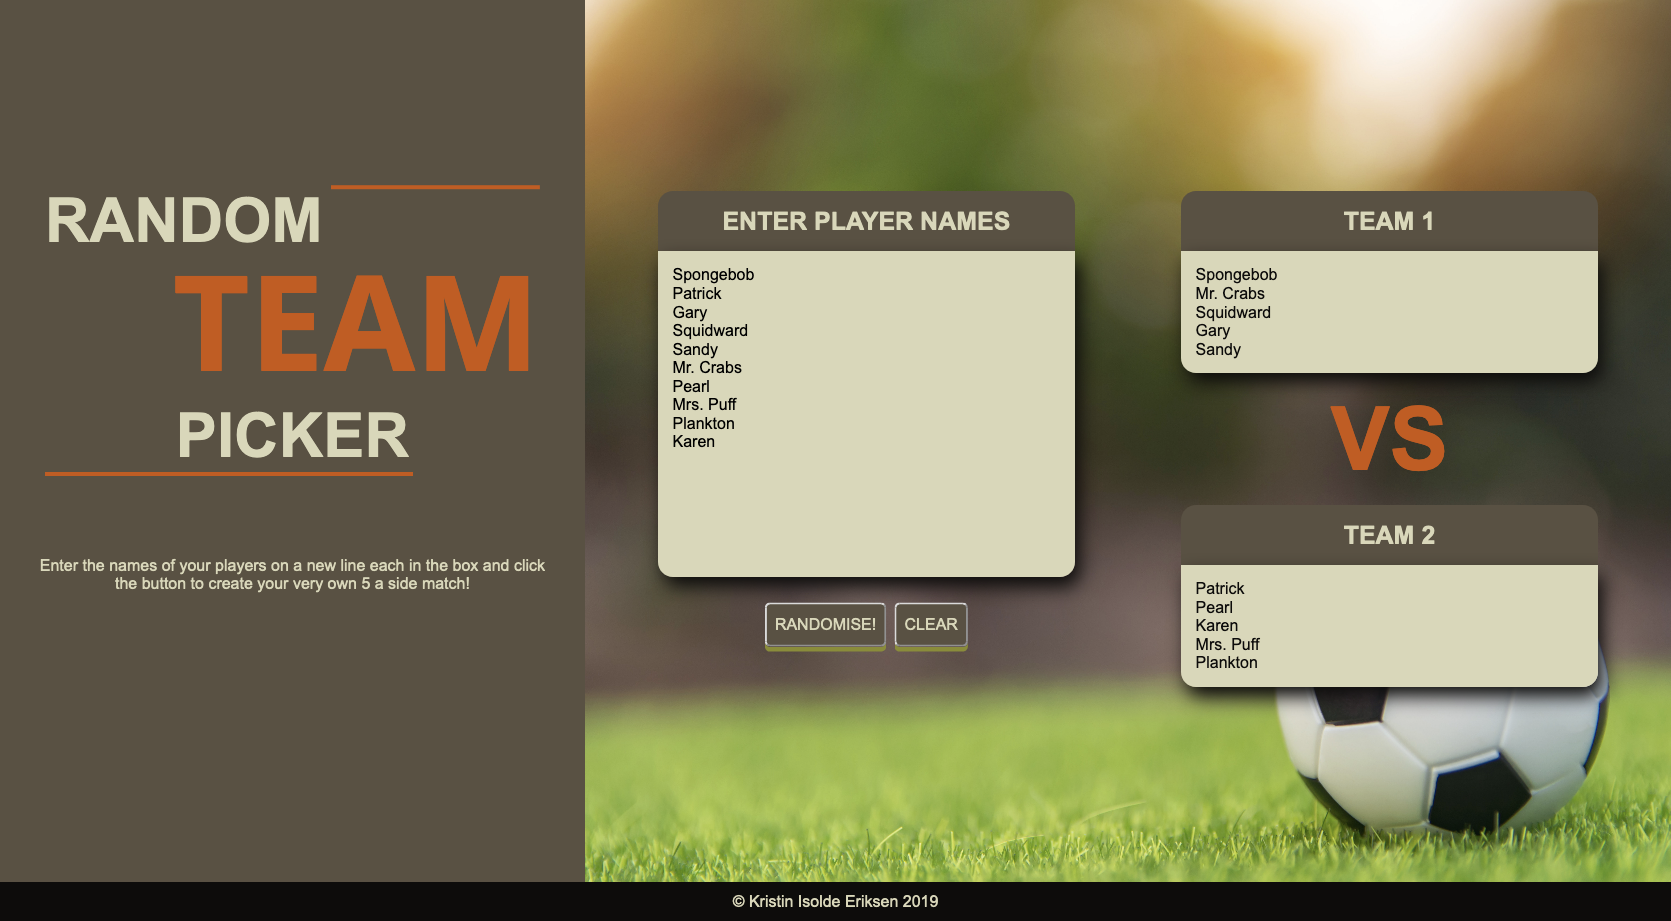 RANDOM
TEAM
PICKER
Enter the names of your players on a new line each in the box and click
the button to create your very own 5 a side match!
ENTER PLAYER NAMES
Spongebob
Patrick
Gary
Squidward
Sandy
Mr. Crabs
Pearl
Mrs. Puff
Plankton
Karen
RANDOMISE!
CLEAR
TEAM 1
Spongebob
Mr. Crabs
Squidward
Gary
Sandy
VS
TEAM 2
Patrick
Pearl
Karen
Mrs. Puff
Plankton
© Kristin Isolde Eriksen 2019